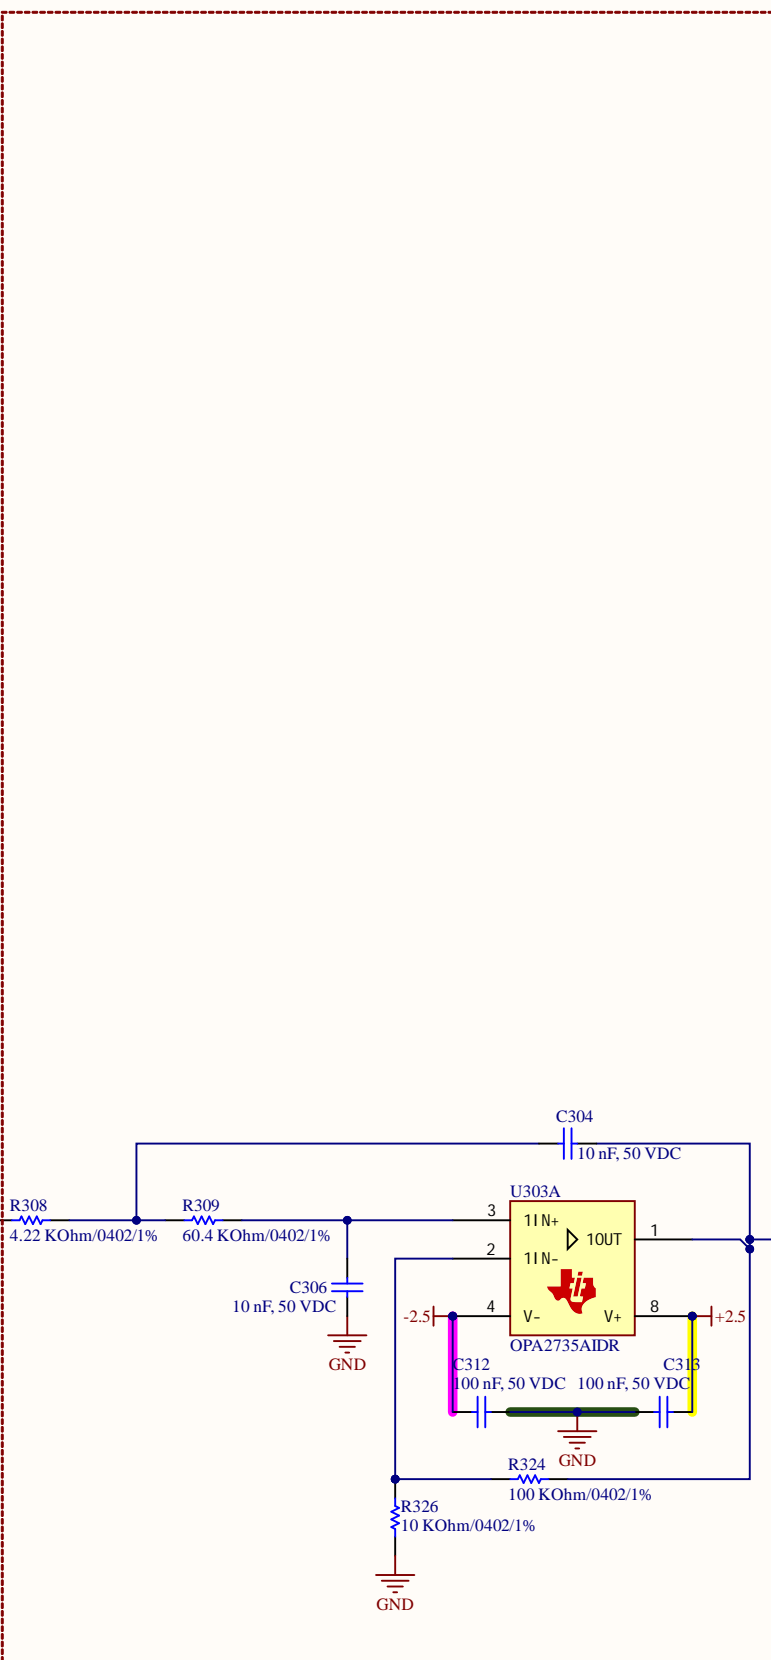 C304
10 nF, 50 VDC
R308
4.22 KOhm/0402/1%
R309
60.4 KOhm/0402/1%
U303A
3
1IN+
2
1IN-
1OUT
1
4
V-
V+
8
-2.5
+2.5
OPA2735AIDR
C306
10 nF, 50 VDC
GND
C312
100 nF, 50 VDC
C313
100 nF, 50 VDC
GND
R324
100 KOhm/0402/1%
R326
10 KOhm/0402/1%
GND